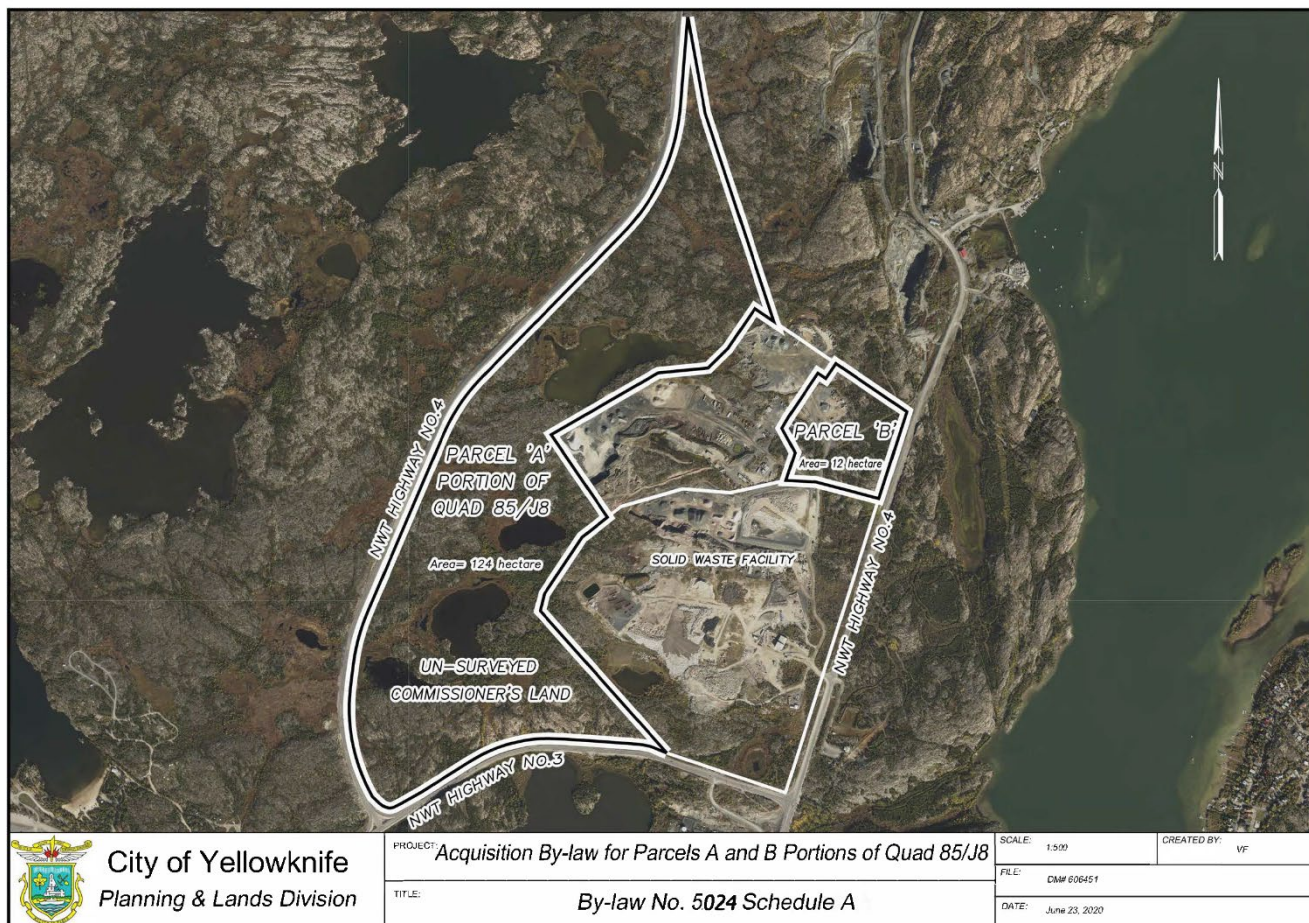 N
NWT HIGHWAY NO.4
PARCEL 'A'
PORTION OF
QUAD 85/J8
Area= 124 hectare
UN-SURVEYED
COMMISSIONER'S LAND
PARCEL 'B'
Area= 12 hectare
SOLID WASTE FACILITY
NWT HIGHWAY NO.4
NWT HIGHWAY NO.3
City of Yellowknife
Planning & Lands Division
PROJECT: Acquisition By-law for Parcels A and B Portions of Quad 85/J8
TITLE: By-law No. 5024 Schedule A
SCALE: 1:500
CREATED BY: VF
FILE: DM# 606451
DATE: June 23, 2020